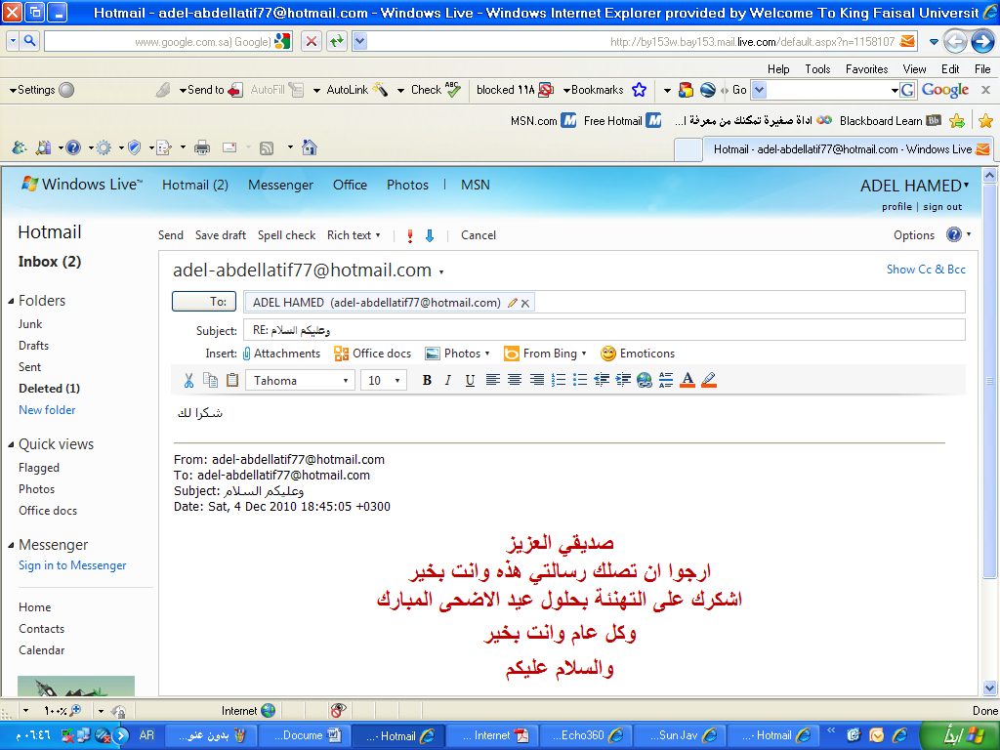 Hotmail - adel-abdellatif77@hotmail.com - Windows Live - Windows Internet Explorer provided by Welcome To King Faisal Universit
www.google.com.sa) Google)
http://by153w.bay153.mail.live.com/default.aspx?n=1158107
Help Tools Favorites View Edit File
Settings Send to AutoFill AutoLink Check blocked ١١٨ Bookmarks Go Google
MSN.com Free Hotmail اداة صغيرة تمكنك من معرفة ا... Blackboard Learn
Hotmail - adel-abdellatif77@hotmail.com - Windows Live
Windows Live™ Hotmail (2) Messenger Office Photos | MSN
ADEL HAMED
profile | sign out
Hotmail
Send Save draft Spell check Rich text Cancel Options
Inbox (2)
Folders
Junk
Drafts
Sent
Deleted (1)
New folder
Quick views
Flagged
Photos
Office docs
Messenger
Sign in to Messenger
Home
Contacts
Calendar
adel-abdellatif77@hotmail.com
Show Cc & Bcc
To: ADEL HAMED (adel-abdellatif77@hotmail.com)
Subject: RE: وعليكم السلام
Insert: Attachments Office docs Photos From Bing Emoticons
Tahoma 10 B I U A
شكرا لك
From: adel-abdellatif77@hotmail.com
To: adel-abdellatif77@hotmail.com
Subject: وعليكم السلام
Date: Sat, 4 Dec 2010 18:45:05 +0300
صديقي العزيز
ارجوا ان تصلك رسالتي هذه وانت بخير
اشكرك على التهنئة بحلول عيد الاضحى المبارك
وكل عام وانت بخير
والسلام عليكم
١٠٠% Internet Done
٠٦:٤٦ م AR بدون عنو... ...Docume ...- Hotmail ...Internet ...Echo360 ...Sun Jav ...- Hotmail ابدأ